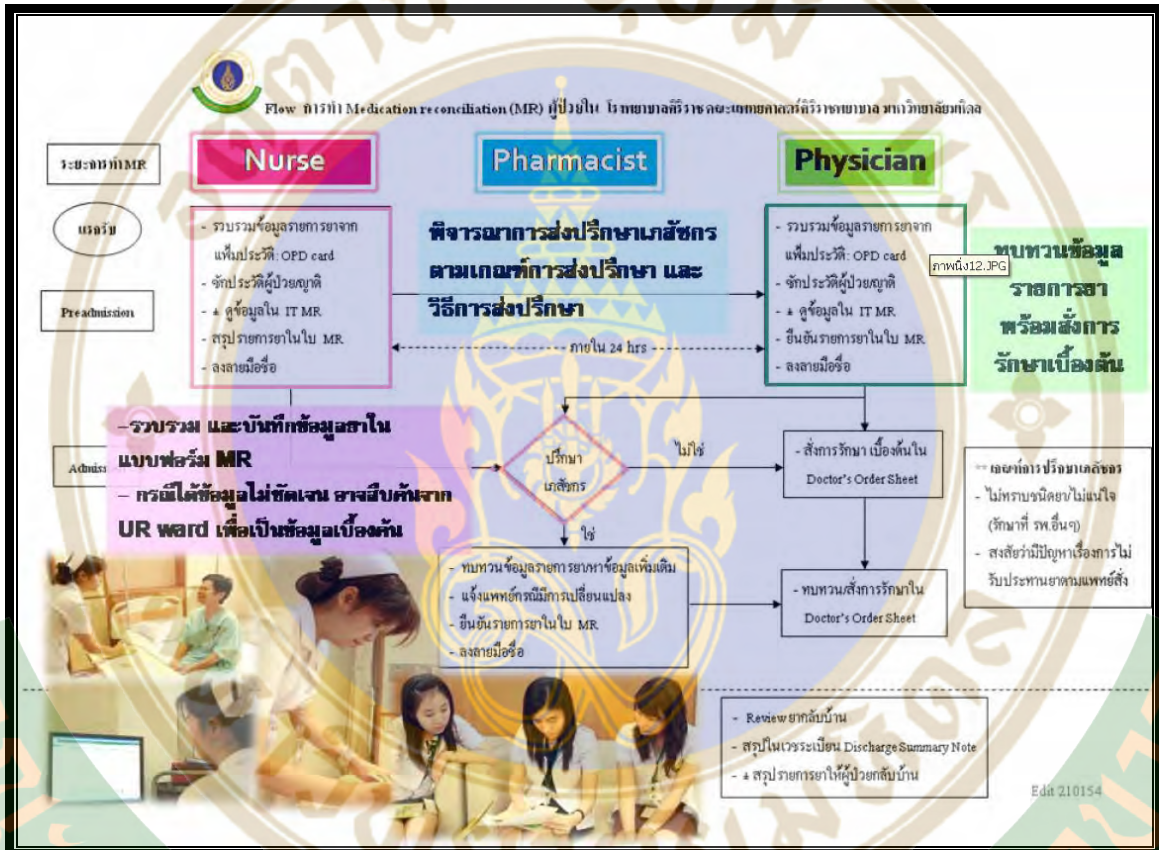 Flow การทำ Medication reconciliation (MR) ผู้ป่วยใน โรงพยาบาลศิริราช คณะแพทยศาสตร์ศิริราชพยาบาล มหาวิทยาลัยมหิดล
ระยะการทำMR
Nurse
Pharmacist
Physician
แรกรับ
- รวบรวมข้อมูลรายการยาจาก
แฟ้มประวัติ: OPD card
- ซักประวัติผู้ป่วย/ญาติ
- ± ดูข้อมูลใน IT MR
- สรุปรายการยาในใบ MR
- ลงลายมือชื่อ
พิจารณาการส่งปรึกษาเภสัชกร
ตามเกณฑ์การส่งปรึกษา และ
วิธีการส่งปรึกษา
- รวบรวมข้อมูลรายการยาจาก
แฟ้มประวัติ: OPD card
- ซักประวัติผู้ป่วย/ญาติ
- ± ดูข้อมูลใน IT MR
- ยืนยันรายการยาในใบ MR
- ลงลายมือชื่อ
ภาพนิ่ง12.JPG
ทบทวนข้อมูล
รายการยา
พร้อมสั่งการ
รักษาเบื้องต้น
Preadmission
ภายใน 24 hrs
-รวบรวม และบันทึกข้อมูลยาใน
แบบฟอร์ม MR
- กรณีได้ข้อมูลไม่ชัดเจน อาจสืบค้นจาก
UR ward เพื่อเป็นข้อมูลเบื้องต้น
Admiss
ปรึกษา
เภสัชกร
ไม่ใช่
ใช่
- สั่งการรักษา เบื้องต้นใน
Doctor's Order Sheet
** เกณฑ์การปรึกษาเภสัชกร
- ไม่ทราบชนิดยา/ไม่แน่ใจ
(รักษาที่ รพ.อื่นๆ)
- สงสัยว่ามีปัญหาเรื่องการไม่
รับประทานยาตามแพทย์สั่ง
- ทบทวนข้อมูลรายการยา/หาข้อมูลเพิ่มเติม
- แจ้งแพทย์กรณีมีการเปลี่ยนแปลง
- ยืนยันรายการยาในใบ MR
- ลงลายมือชื่อ
- ทบทวน/สั่งการรักษาใน
Doctor's Order Sheet
- Review ยากลับบ้าน
- สรุปในเวชระเบียน Discharge Summary Note
- ± สรุปรายการยาให้ผู้ป่วยกลับบ้าน
Edit 210154